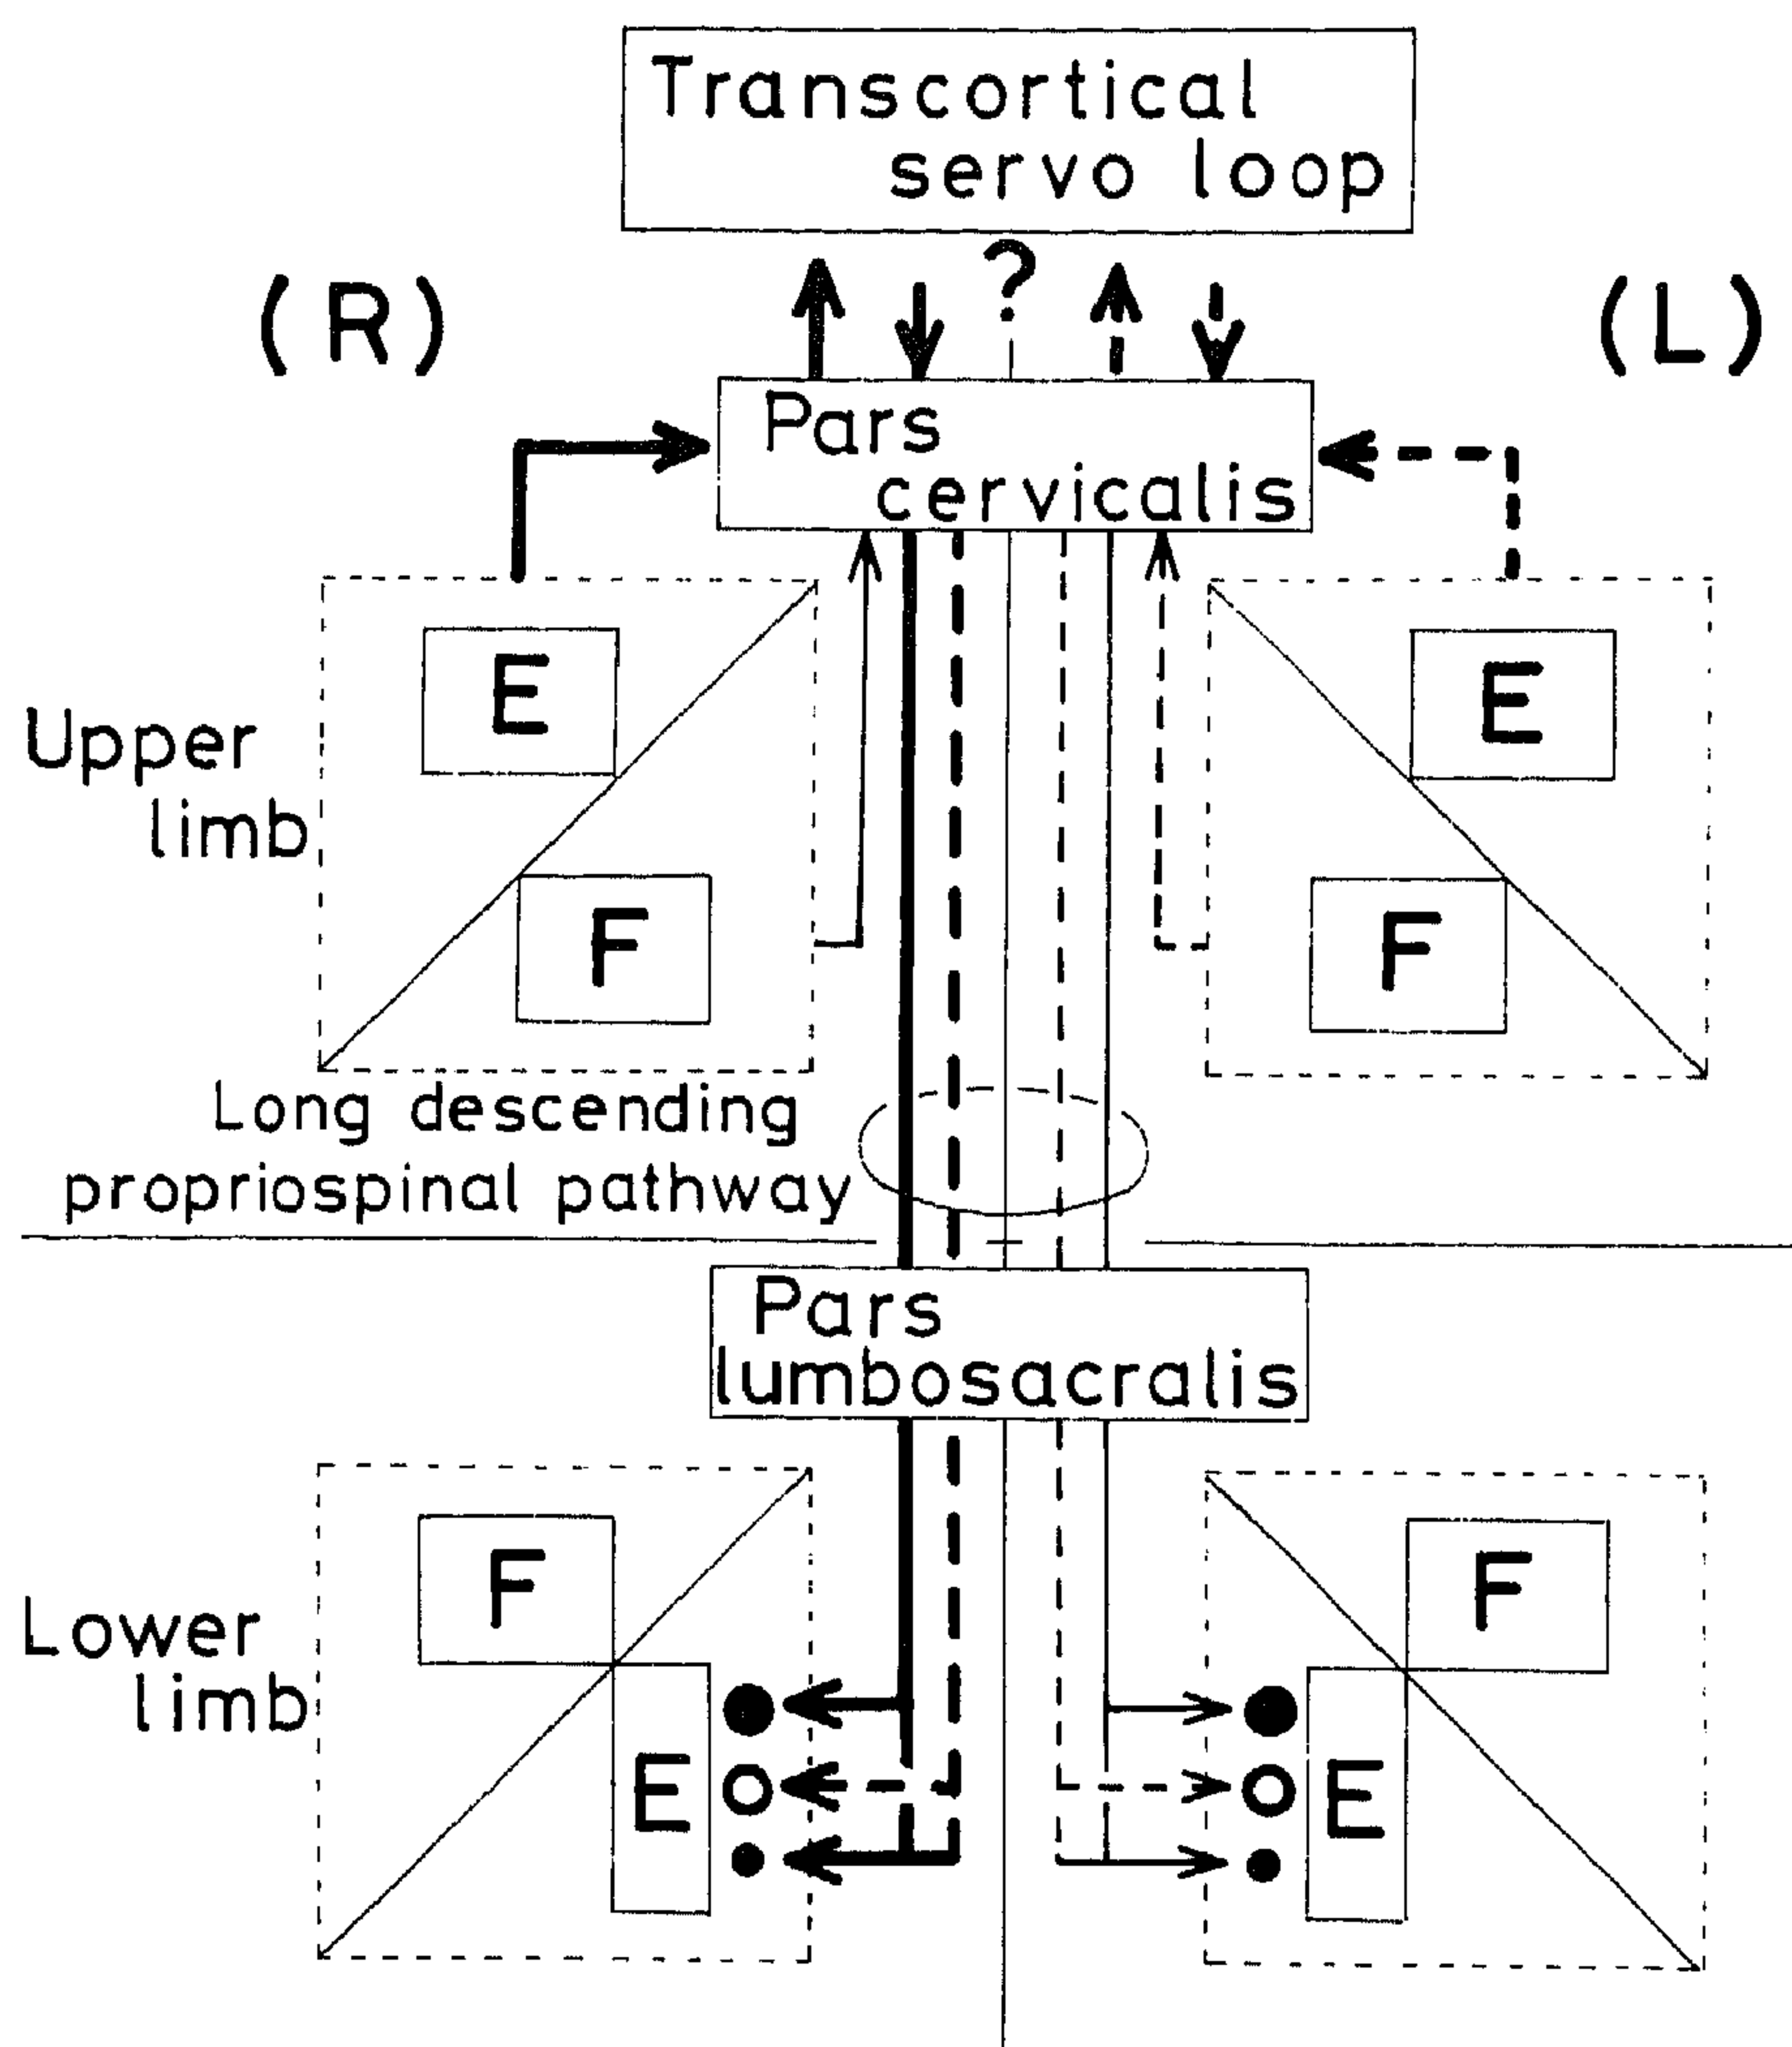 Transcortical
servo loop
?
(R)
(L)
Pars
cervicalis
E
E
Upper
limb
F
F
Long descending
propriospinal pathway
Pars
lumbosacralis
F
F
Lower
limb
E
E